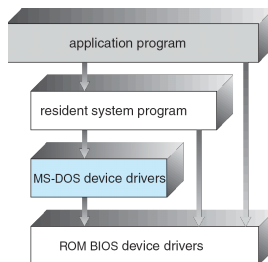 application program
resident system program
MS-DOS device drivers
ROM BIOS device drivers